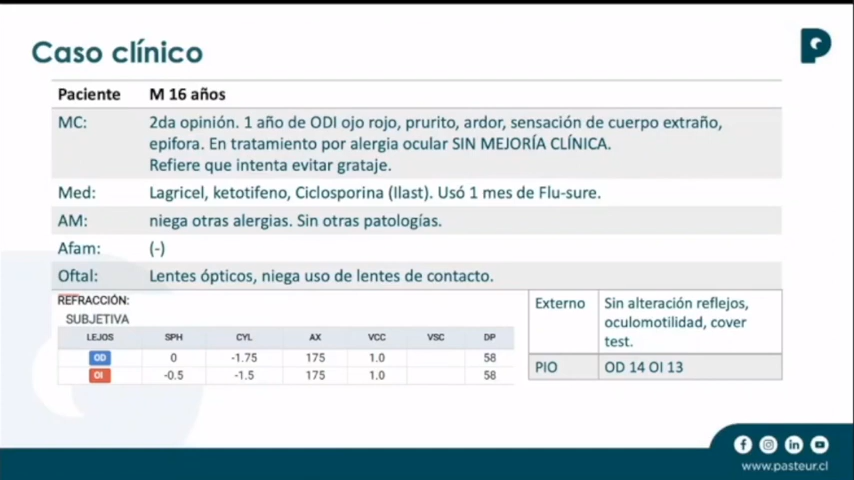 Caso clínico
Paciente M 16 años
MC: 2da opinión. 1 año de ODI ojo rojo, prurito, ardor, sensación de cuerpo extraño,
epifora. En tratamiento por alergia ocular SIN MEJORÍA CLÍNICA.
Refiere que intenta evitar grataje.
Med: Lagricel, ketotifeno, Ciclosporina (Ilast). Usó 1 mes de Flu-sure.
AM: niega otras alergias. Sin otras patologías.
Afam: (-)
Oftal: Lentes ópticos, niega uso de lentes de contacto.
REFRACCIÓN:
SUBJETIVA
LEJOS SPH CYL AX VCC VSC DP
OD 0 -1.75 175 1.0 58
OI -0.5 -1.5 175 1.0 58
Externo Sin alteración reflejos,
oculomotilidad, cover
test.
PIO OD 14 OI 13
www.pasteur.cl